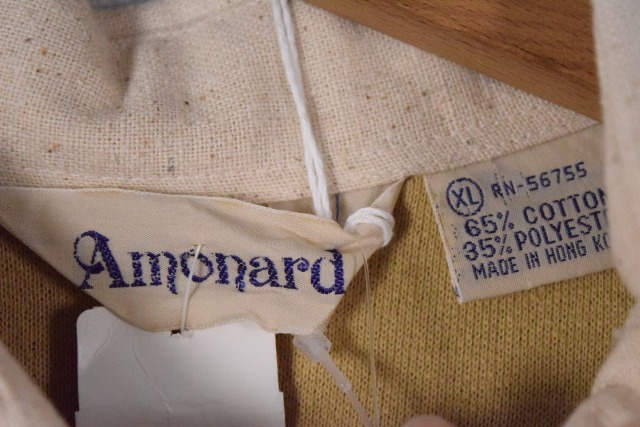 Amonard
XL RN-56755
65% COTTON
35% POLYEST
MADE IN HONG KO